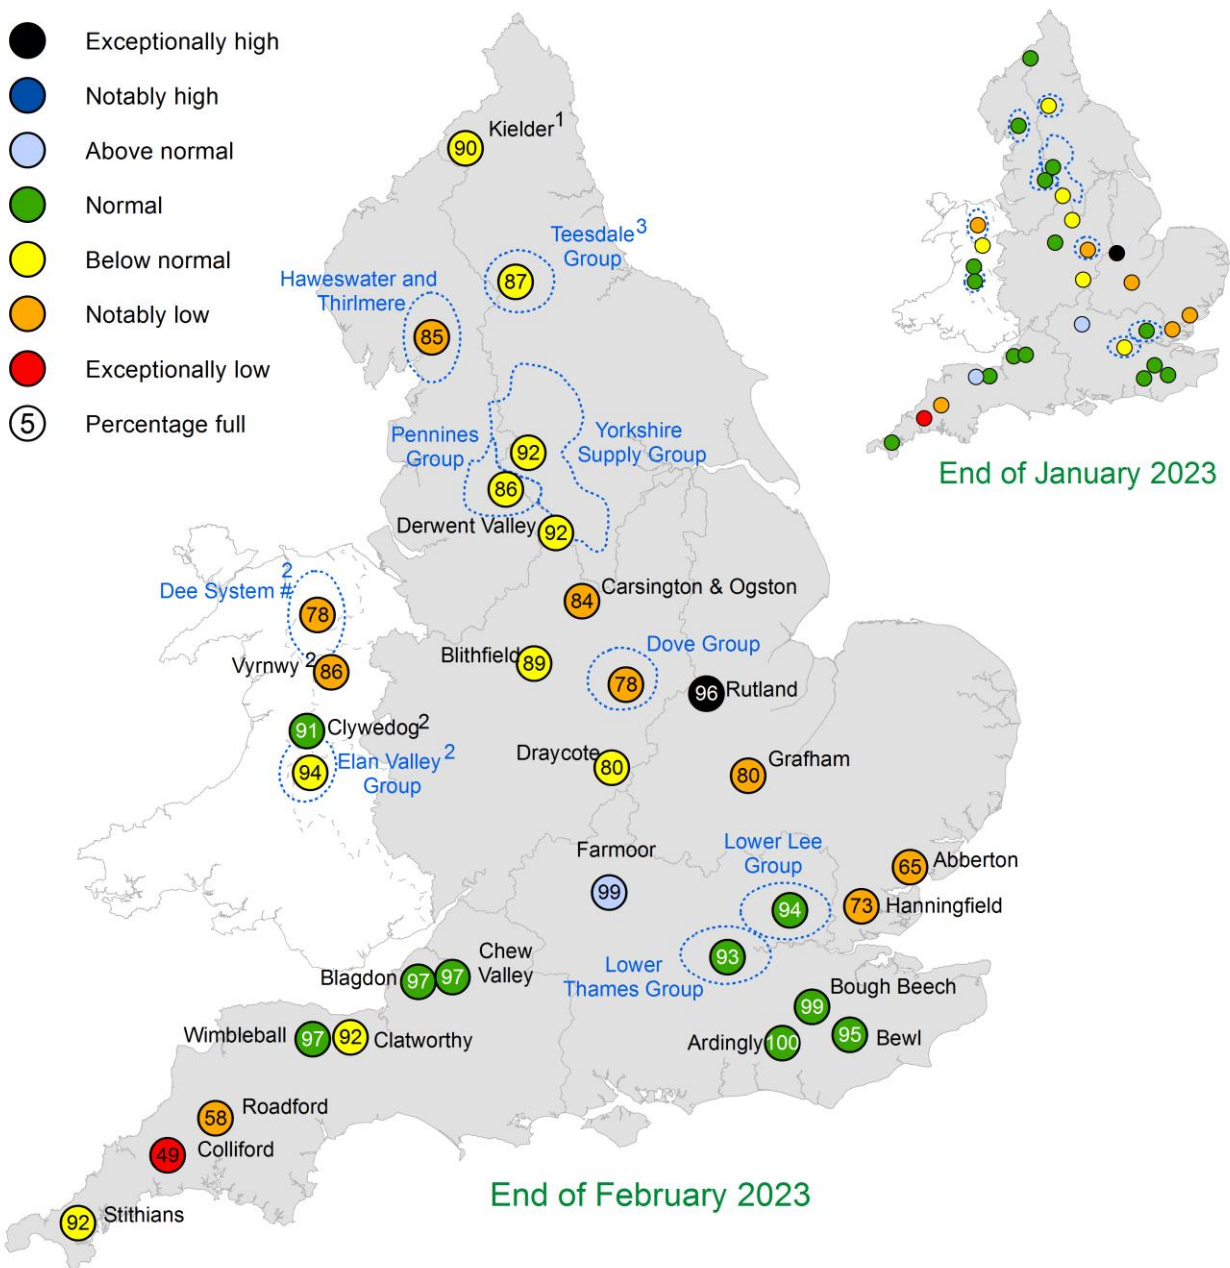 Exceptionally high
Notably high
Above normal
Normal
Below normal
Notably low
Exceptionally low
5 Percentage full
End of January 2023
Kielder1
90
Teesdale3
Group
87
Haweswater and
Thirlmere
85
Pennines
Group
86
Yorkshire
Supply Group
92
Derwent Valley
92
Dee System #2
78
Vyrnwy 2
86
Clywedog2
91
Elan Valley2
Group
94
Carsington & Ogston
84
Blithfield
89
Dove Group
78
Rutland
96
Draycote
80
Grafham
80
Farmoor
99
Lower Lee
Group
94
Abberton
65
Hanningfield
73
Lower
Thames Group
93
Chew
Valley
97
Blagdon
97
Bough Beech
99
Ardingly
100
Bewl
95
Wimbleball
97
Clatworthy
92
Roadford
58
Colliford
49
Stithians
92
End of February 2023